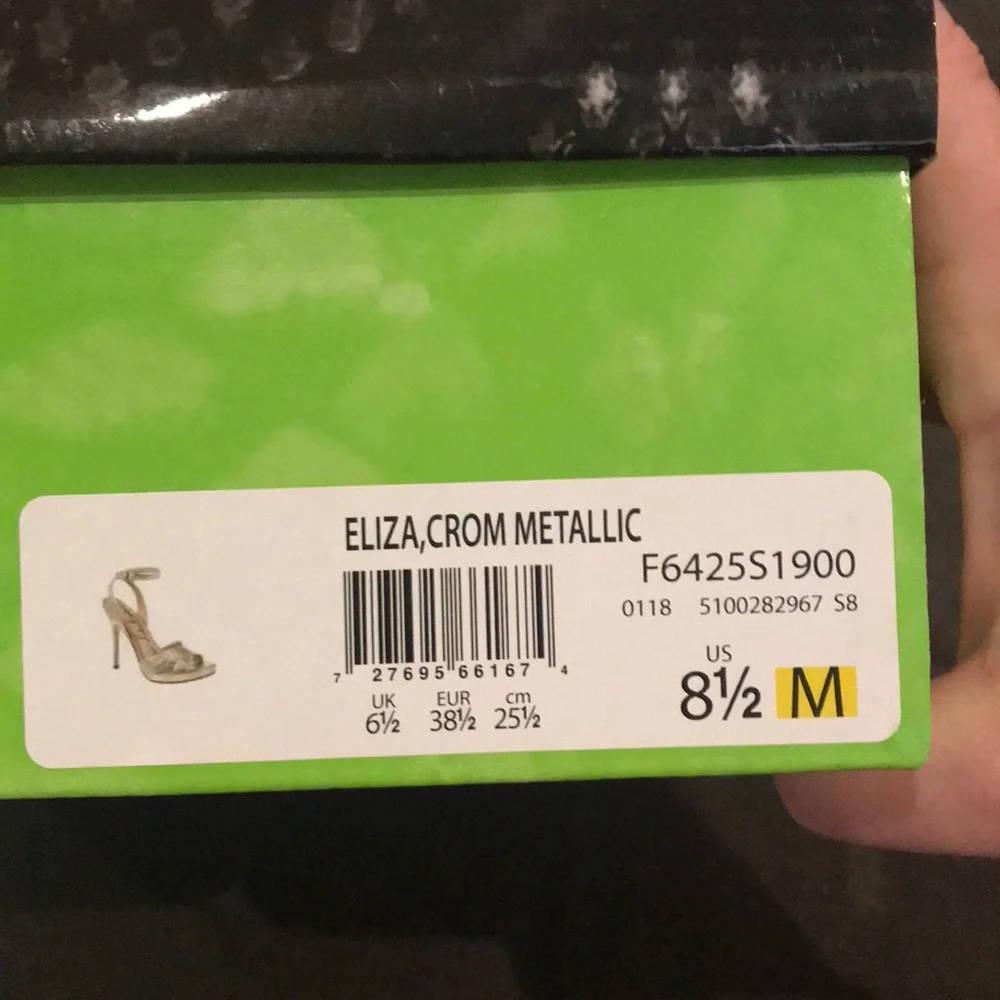 ELIZA,CROM METALLIC
F6425S1900
0118 5100282967 S8
7 27695 66167 4
UK EUR cm
6½ 38½ 25½
US
8½ M